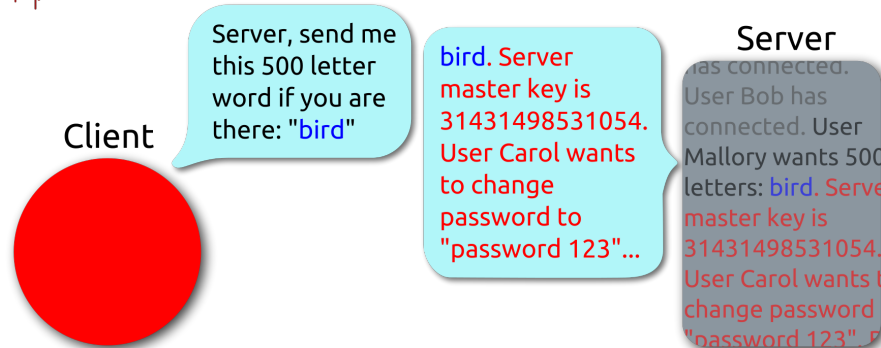 Client
Server, send me
this 500 letter
word if you are
there: "bird"
bird. Server
master key is
31431498531054.
User Carol wants
to change
password to
"password 123"...
Server
has connected.
User Bob has
connected. User
Mallory wants 500
letters: bird. Serve
master key is
31431498531054.
User Carol wants t
change password
"password 123".